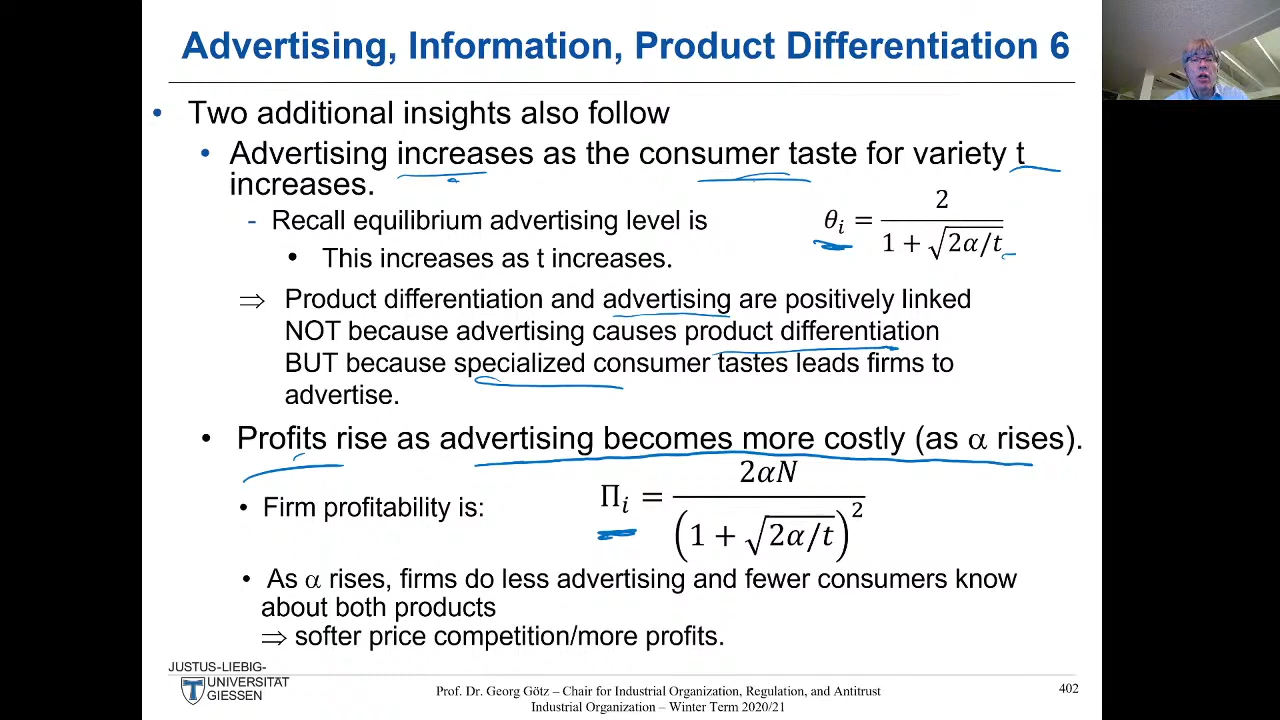 Advertising, Information, Product Differentiation 6
• Two additional insights also follow
• Advertising increases as the consumer taste for variety t
increases.
- Recall equilibrium advertising level is
θᵢ = 2 / (1 + √(2α/t))
• This increases as t increases.
⇒ Product differentiation and advertising are positively linked
NOT because advertising causes product differentiation
BUT because specialized consumer tastes leads firms to
advertise.
• Profits rise as advertising becomes more costly (as α rises).
• Firm profitability is:
Πᵢ = 2αN / (1 + √(2α/t))²
• As α rises, firms do less advertising and fewer consumers know
about both products
⇒ softer price competition/more profits.
JUSTUS-LIEBIG-
UNIVERSITÄT
GIESSEN
Prof. Dr. Georg Götz – Chair for Industrial Organization, Regulation, and Antitrust
Industrial Organization – Winter Term 2020/21
402